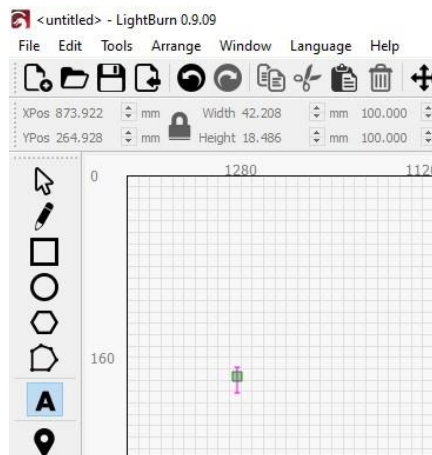 <untitled> - LightBurn 0.9.09
File Edit Tools Arrange Window Language Help
XPos 873.922 mm Width 42.208 mm 100.000
YPos 264.928 mm Height 18.486 mm 100.000
0 1280 1120
160
A